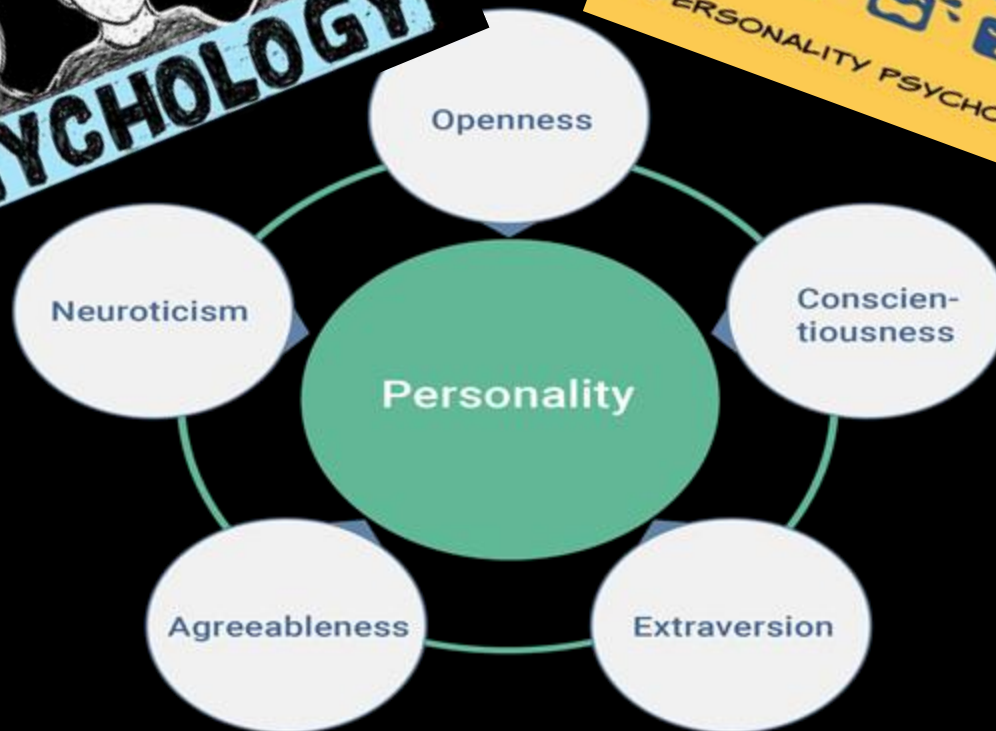 YCHOLOGY
ERSONALITY PSYCHO
Openness
Neuroticism
Conscien-
tiousness
Personality
Agreeableness
Extraversion